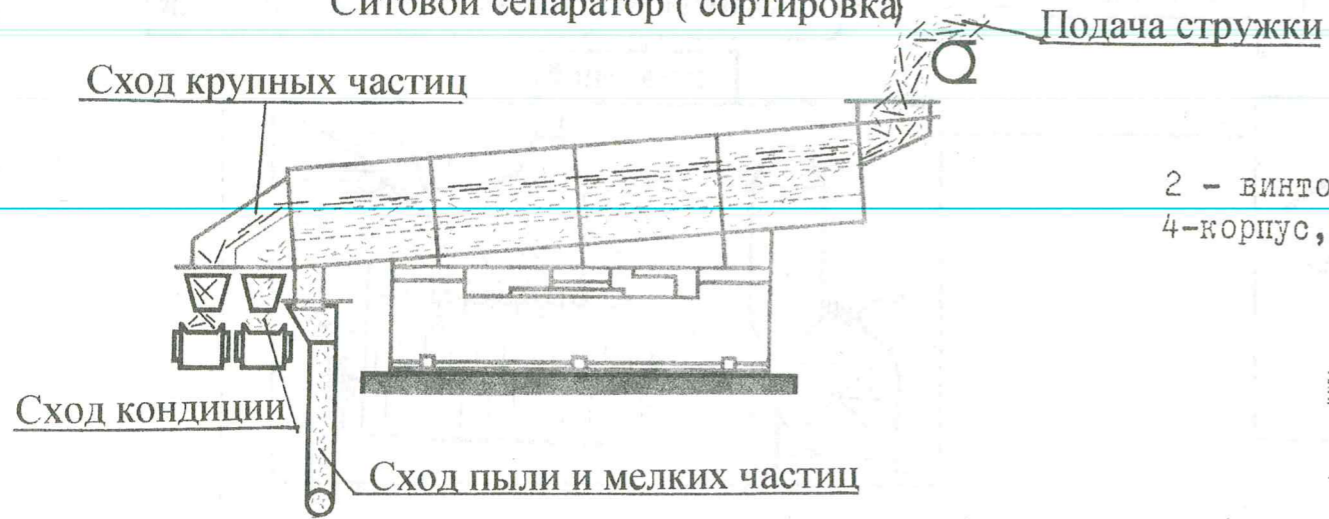 Ситовой сепаратор ( сортировка)
Подача стружки
Сход крупных частиц
2 - винто
4-корпус,
Сход кондиции
Сход пыли и мелких частиц